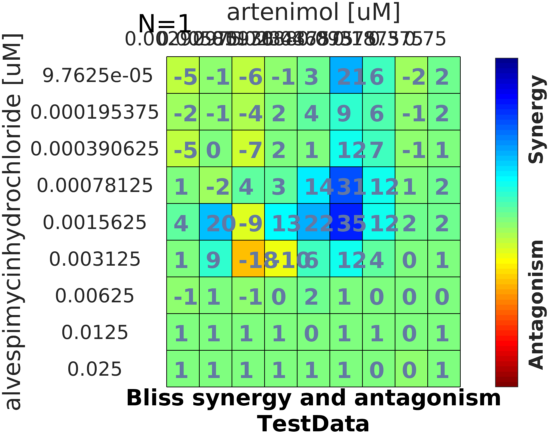 artenimol [uM]
N=1
9.7625e-05 -5 -1 -6 -1 3 21 6 -2 2
0.000195375 -2 -1 -4 2 4 9 6 -1 2
0.000390625 -5 0 -7 2 1 12 7 -1 1
0.00078125 1 -2 4 3 14 31 12 1 2
0.0015625 4 20 -9 13 22 35 12 2 2
0.003125 1 9 -18 -10 6 12 4 0 1
0.00625 -1 1 -1 0 2 1 0 0 0
0.0125 1 1 1 1 0 1 1 0 1
0.025 1 1 1 1 1 1 0 0 1
alvespimycinhydrochloride [uM]
Synergy
Antagonism
Bliss synergy and antagonism
TestData